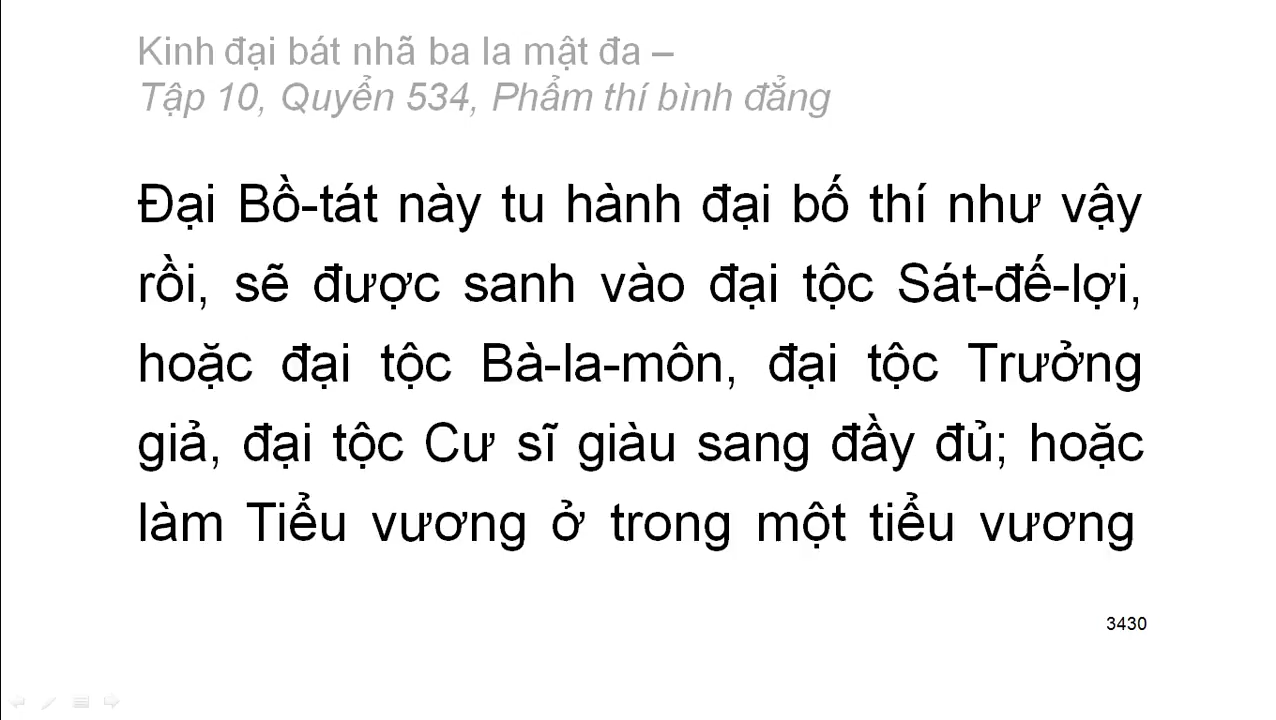 Kinh đại bát nhã ba la mật đa –
Tập 10, Quyển 534, Phẩm thí bình đẳng
Đại Bồ-tát này tu hành đại bố thí như vậy
rồi, sẽ được sanh vào đại tộc Sát-đế-lợi,
hoặc đại tộc Bà-la-môn, đại tộc Trưởng
giả, đại tộc Cư sĩ giàu sang đầy đủ; hoặc
làm Tiểu vương ở trong một tiểu vương
3430